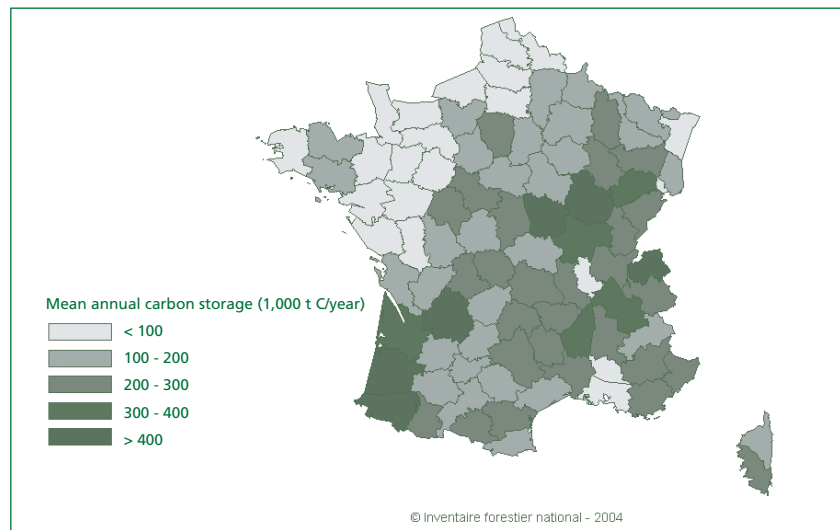 Mean annual carbon storage (1,000 t C/year)
< 100
100 - 200
200 - 300
300 - 400
> 400
© Inventaire forestier national - 2004